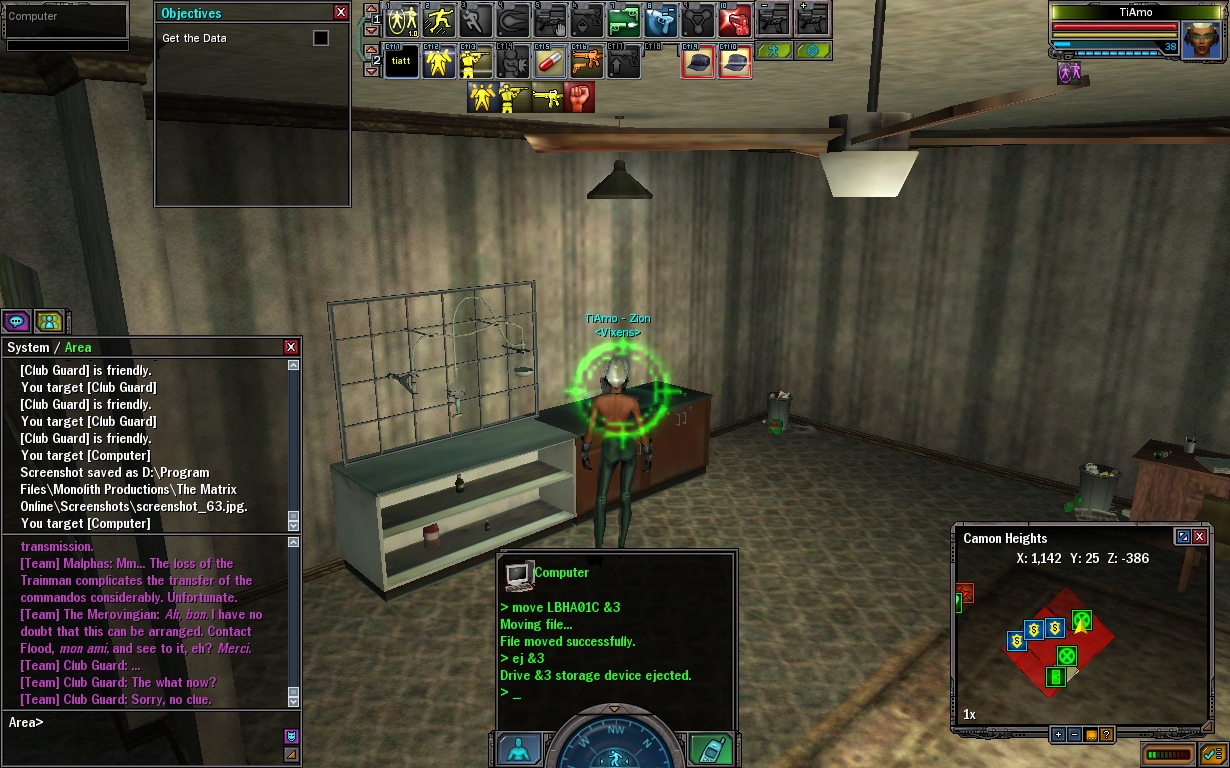 Computer
Objectives
Get the Data
1
2
1.0
tiatt
TiAmo
38
TiAmo - Zion
<Vixens>
System / Area
[Club Guard] is friendly.
You target [Club Guard]
[Club Guard] is friendly.
You target [Club Guard]
[Club Guard] is friendly.
You target [Computer]
Screenshot saved as D:\Program
Files\Monolith Productions\The Matrix
Online\Screenshots\screenshot_63.jpg.
You target [Computer]
transmission.
[Team] Malphas: Mm... The loss of the
Trainman complicates the transfer of the
commandos considerably. Unfortunate.
[Team] The Merovingian: Ah, bon. I have no
doubt that this can be arranged. Contact
Flood, mon ami, and see to it, eh? Merci.
[Team] Club Guard: ...
[Team] Club Guard: The what now?
[Team] Club Guard: Sorry, no clue.
Area>
Computer
> move LBHA01C &3
Moving file...
File moved successfully.
> ej &3
Drive &3 storage device ejected.
> _
W
NW
N
Camon Heights
X: 1,142 Y: 25 Z: -386
1x